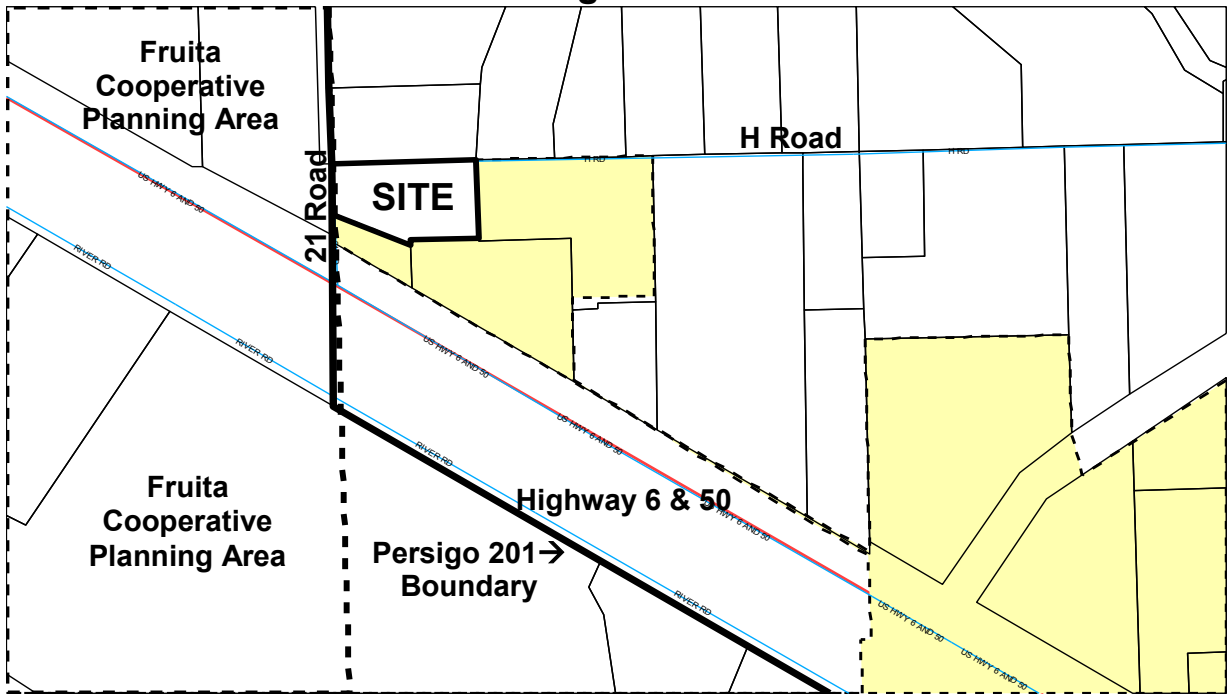 Fruita
Cooperative
Planning Area
H Road
H RD
H RD
21 Road
SITE
US HWY 6 AND 50
RIVER RD
RIVER RD
US HWY 6 AND 50
US HWY 6 AND 50
RIVER RD
Highway 6 & 50
HWY 6 AND 50
Fruita
Cooperative
Planning Area
Persigo 201→
Boundary
RIVER RD
US HWY 6 AND 50
US HWY 6 AND 50